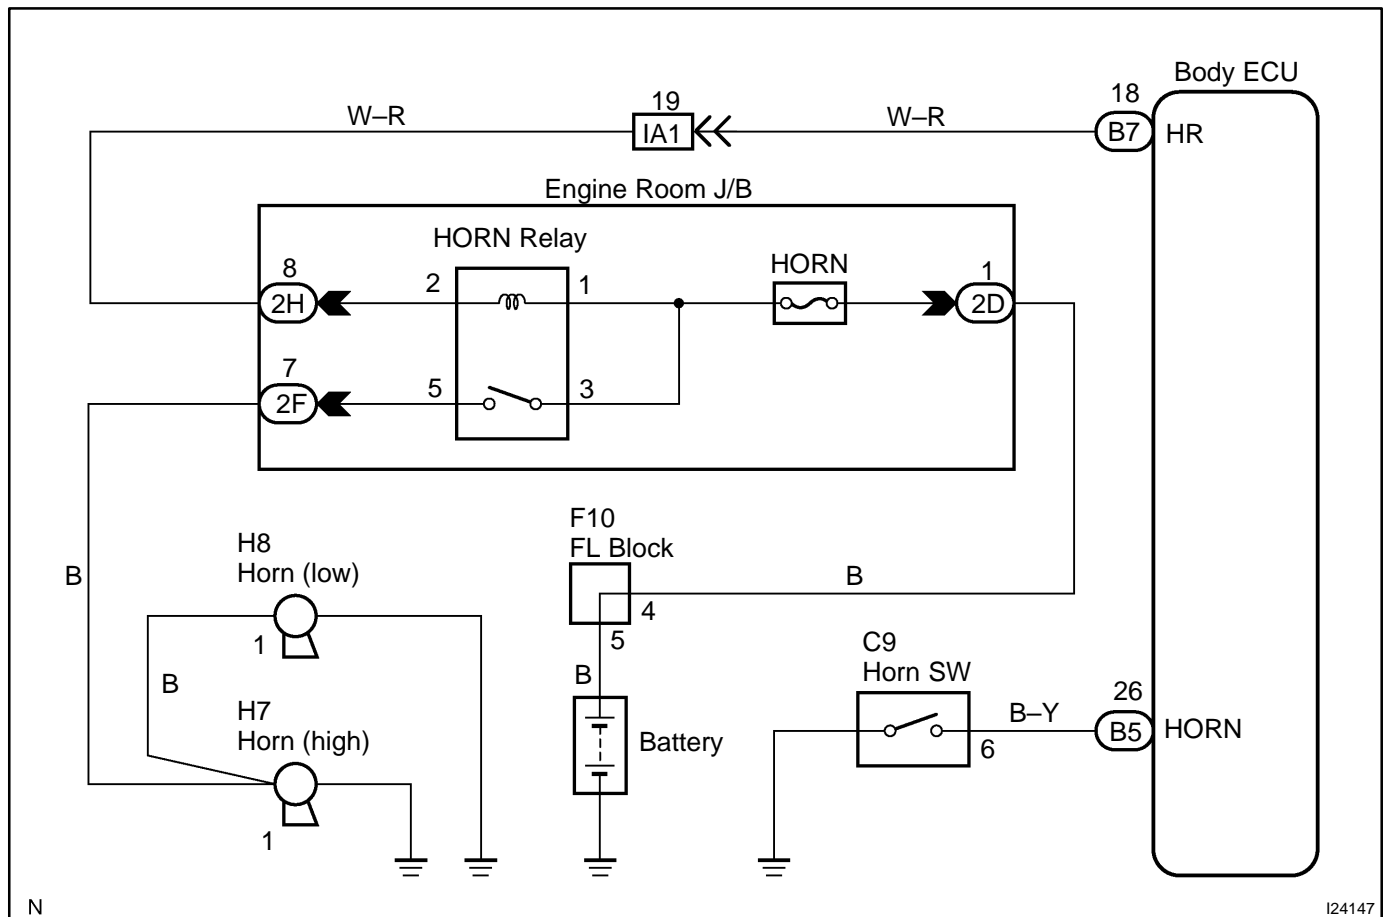 Body ECU
18
19
W–R
IA1
W–R
B7
HR
Engine Room J/B
HORN Relay
HORN
8
2
1
1
2H
2D
7
5
3
2F
F10
FL Block
H8
Horn (low)
B
B
4
1
5
C9
Horn SW
B
B
26
H7
Horn (high)
B–Y
B5
HORN
Battery
6
1
N
I24147